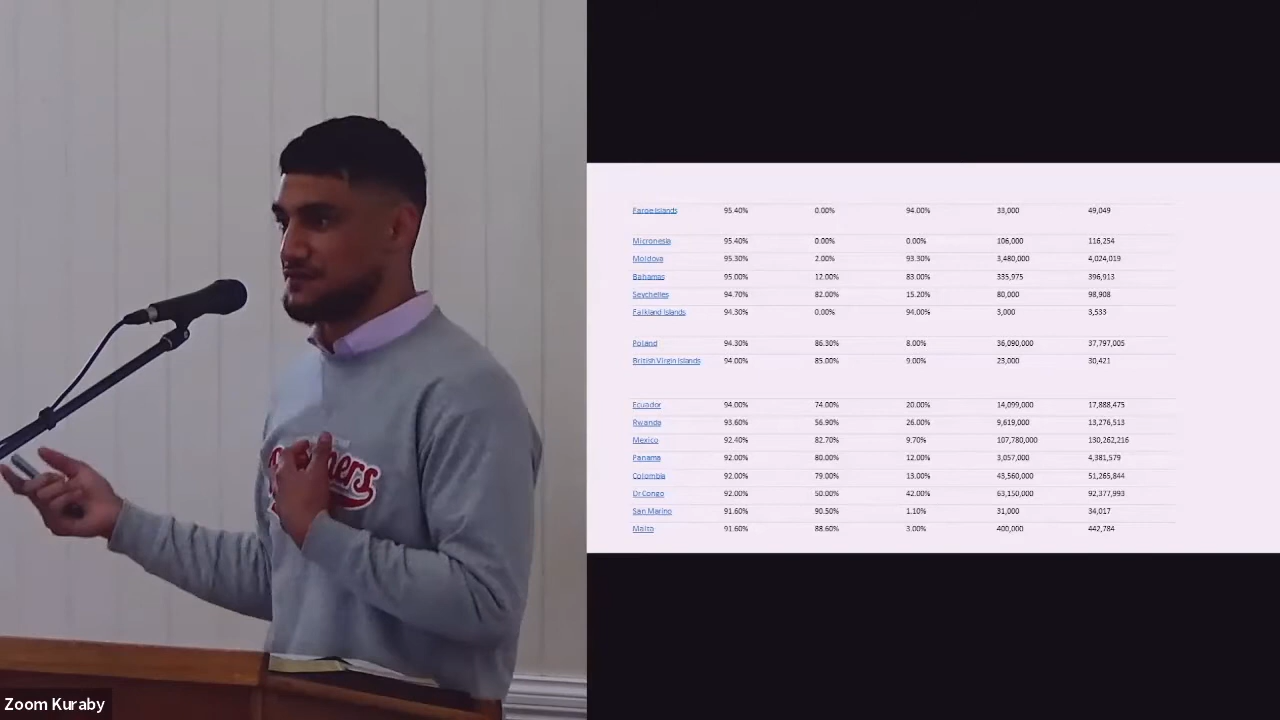 Faroe Islands 95.40% 0.00% 94.00% 33,000 49,049
Micronesia 95.40% 0.00% 0.00% 106,000 116,254
Moldova 95.30% 2.00% 93.30% 3,480,000 4,024,019
Bahamas 95.00% 12.00% 83.00% 335,975 396,913
Seychelles 94.70% 82.00% 15.20% 80,000 98,908
Falkland Islands 94.30% 0.00% 94.00% 3,000 3,533
Poland 94.30% 86.30% 8.00% 36,090,000 37,797,005
British Virgin Islands 94.00% 85.00% 9.00% 23,000 30,421
Ecuador 94.00% 74.00% 20.00% 14,099,000 17,888,475
Rwanda 93.60% 56.90% 26.00% 9,619,000 13,276,513
Mexico 92.40% 82.70% 9.70% 107,780,000 130,262,216
Panama 92.00% 80.00% 12.00% 3,057,000 4,381,579
Colombia 92.00% 79.00% 13.00% 43,560,000 51,265,844
Dr Congo 92.00% 50.00% 42.00% 63,150,000 92,377,993
San Marino 91.60% 90.50% 1.10% 31,000 34,017
Malta 91.60% 88.60% 3.00% 400,000 442,784
Zoom Kuraby